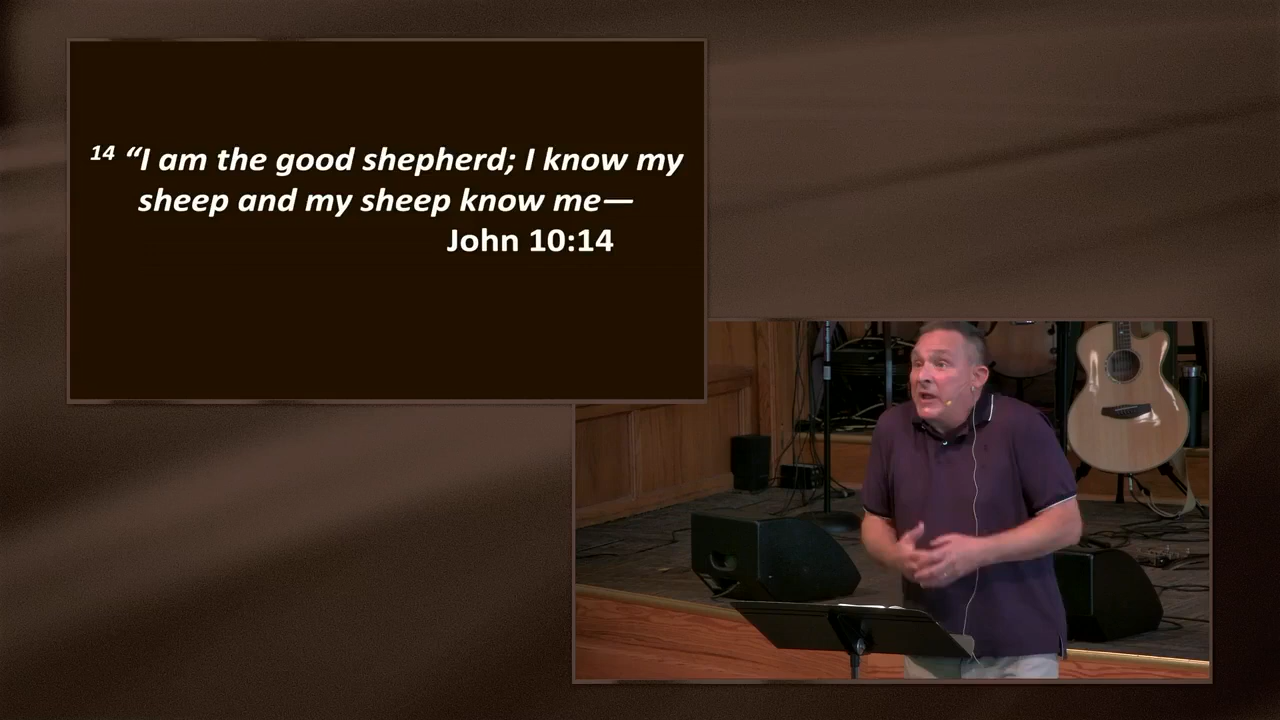 14 “I am the good shepherd; I know my
sheep and my sheep know me—
John 10:14